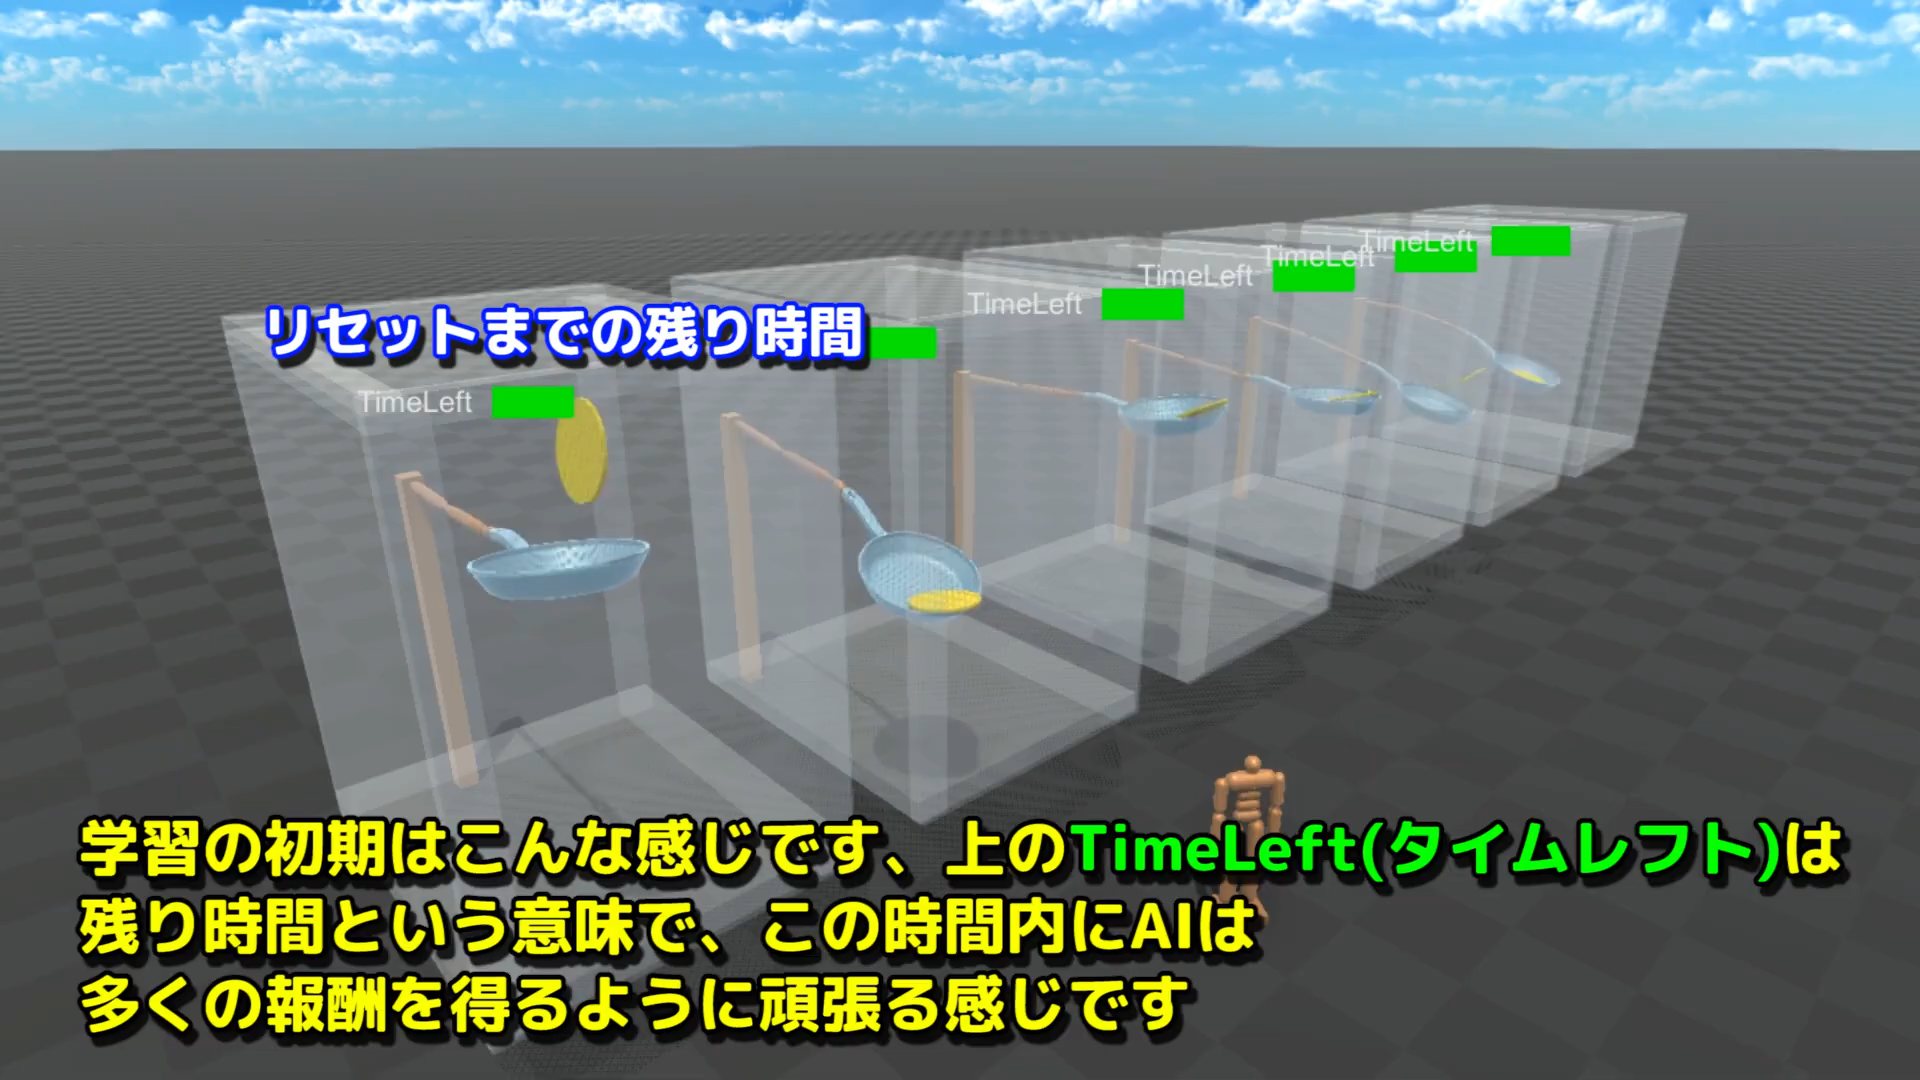 TimeLeft
TimeLeft
TimeLeft
TimeLeft
リセットまでの残り時間
TimeLeft
学習の初期はこんな感じです、上のTimeLeft(タイムレフト)は
残り時間という意味で、この時間内にAIは
多くの報酬を得るように頑張る感じです